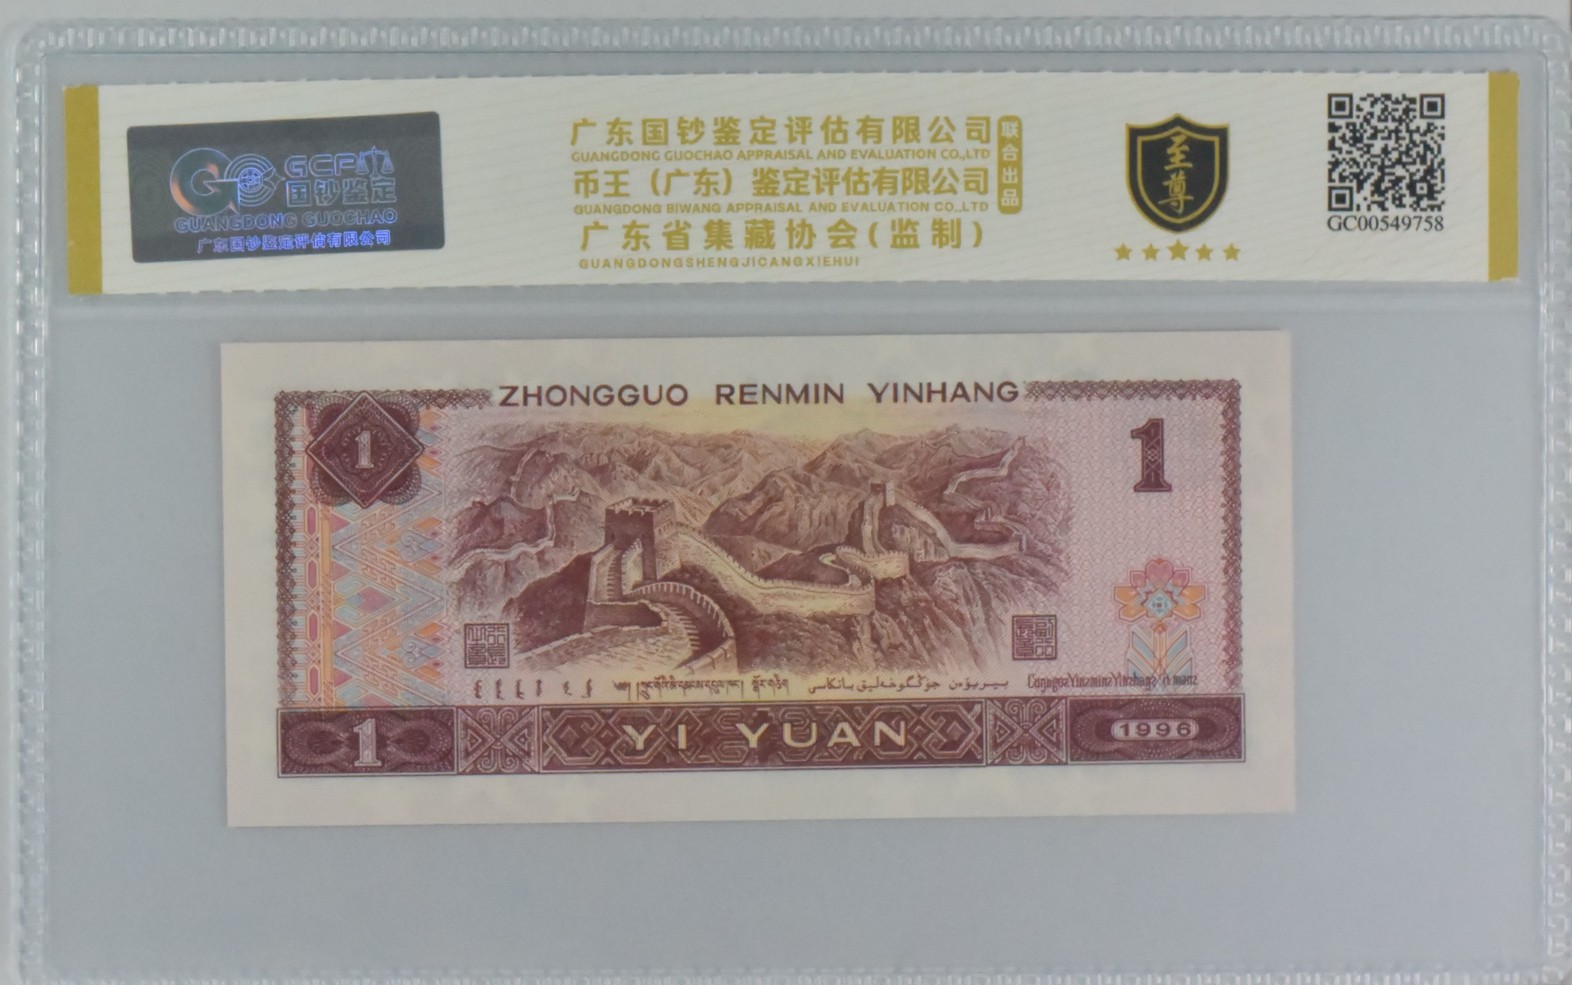 GCP
国钞鉴定
GUANGDONG GUOCHAO
广东国钞鉴定评估有限公司
广东国钞鉴定评估有限公司
GUANGDONG GUOCHAO APPRAISAL AND EVALUATION CO.,LTD
币王（广东）鉴定评估有限公司
GUANGDONG BIWANG APPRAISAL AND EVALUATION CO.,LTD
广东省集藏协会(监制)
GUANGDONGSHENGJICANGXIEHUI
联合出品
至尊
GC00549758
ZHONGGUO RENMIN YINHANG
1
1
1
YI YUAN
1996